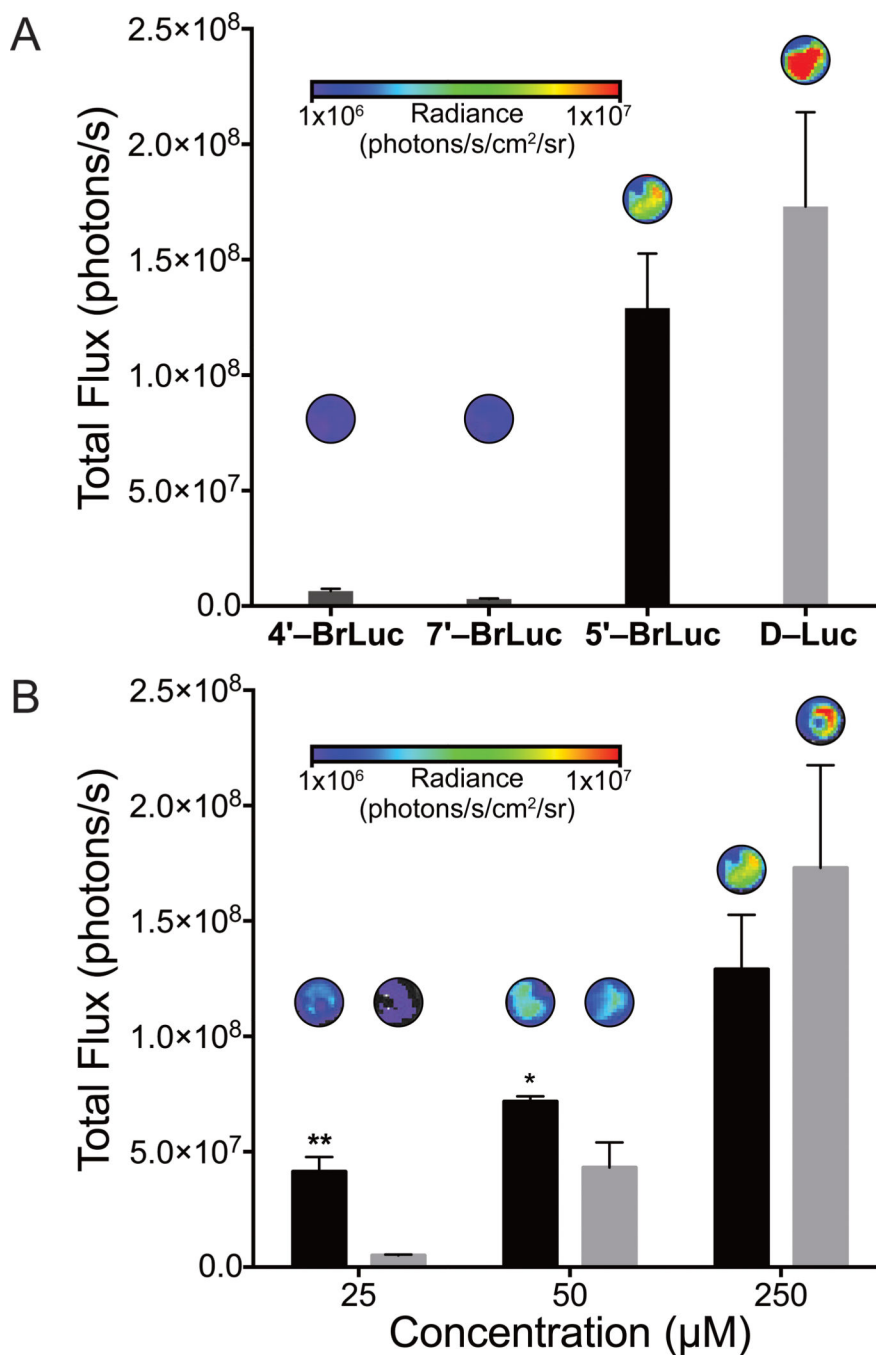 A
Total Flux (photons/s)
2.5×10⁸
2.0×10⁸
1.5×10⁸
1.0×10⁸
5.0×10⁷
0.0
1x10⁶
Radiance
1x10⁷
(photons/s/cm²/sr)
4'–BrLuc
7'–BrLuc
5'–BrLuc
D–Luc
B
Total Flux (photons/s)
2.5×10⁸
2.0×10⁸
1.5×10⁸
1.0×10⁸
5.0×10⁷
0.0
1x10⁶
Radiance
1x10⁷
(photons/s/cm²/sr)
**
*
25
50
250
Concentration (μM)